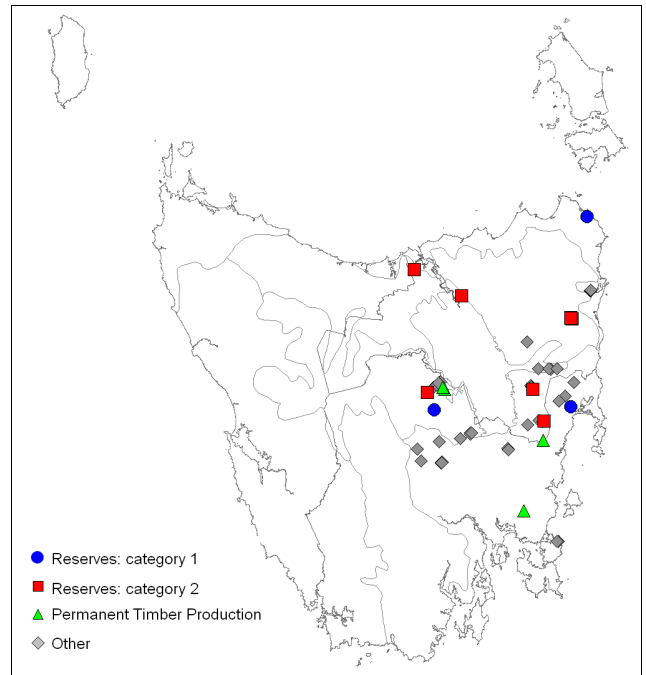 Reserves: category 1
Reserves: category 2
Permanent Timber Production
Other